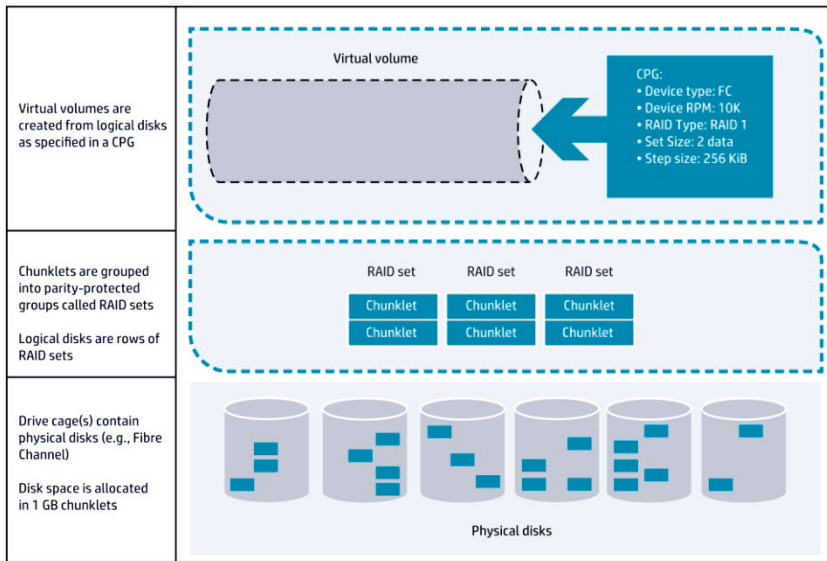 Virtual volumes are
created from logical disks
as specified in a CPG
Virtual volume
CPG:
• Device type: FC
• Device RPM: 10K
• RAID Type: RAID 1
• Set Size: 2 data
• Step size: 256 KiB
Chunklets are grouped
into parity-protected
groups called RAID sets
Logical disks are rows of
RAID sets
RAID set RAID set RAID set
Chunklet Chunklet Chunklet
Chunklet Chunklet Chunklet
Drive cage(s) contain
physical disks (e.g., Fibre
Channel)
Disk space is allocated
in 1 GB chunklets
Physical disks